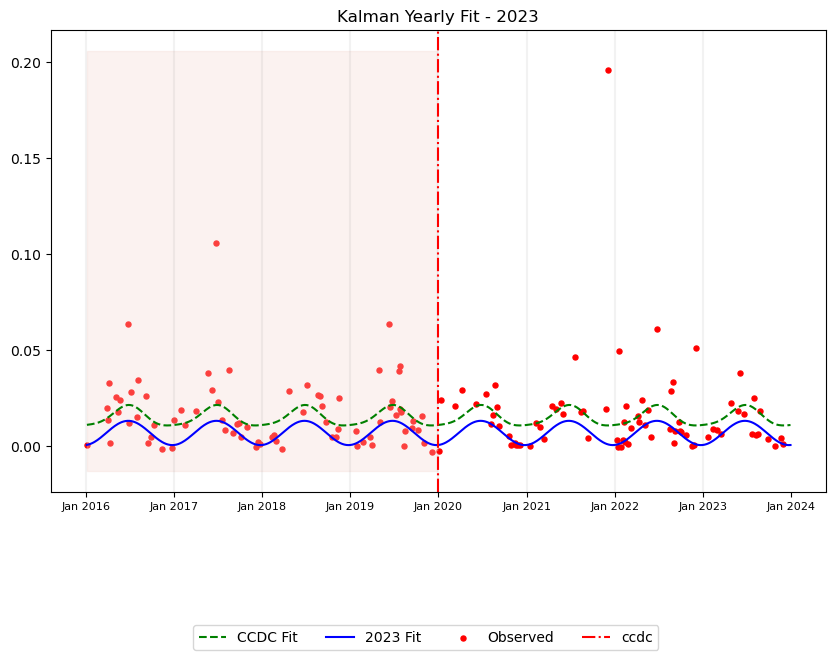 Kalman Yearly Fit - 2023
0.20
0.15
0.10
0.05
0.00
Jan 2016 Jan 2017 Jan 2018 Jan 2019 Jan 2020 Jan 2021 Jan 2022 Jan 2023 Jan 2024
CCDC Fit 2023 Fit Observed ccdc